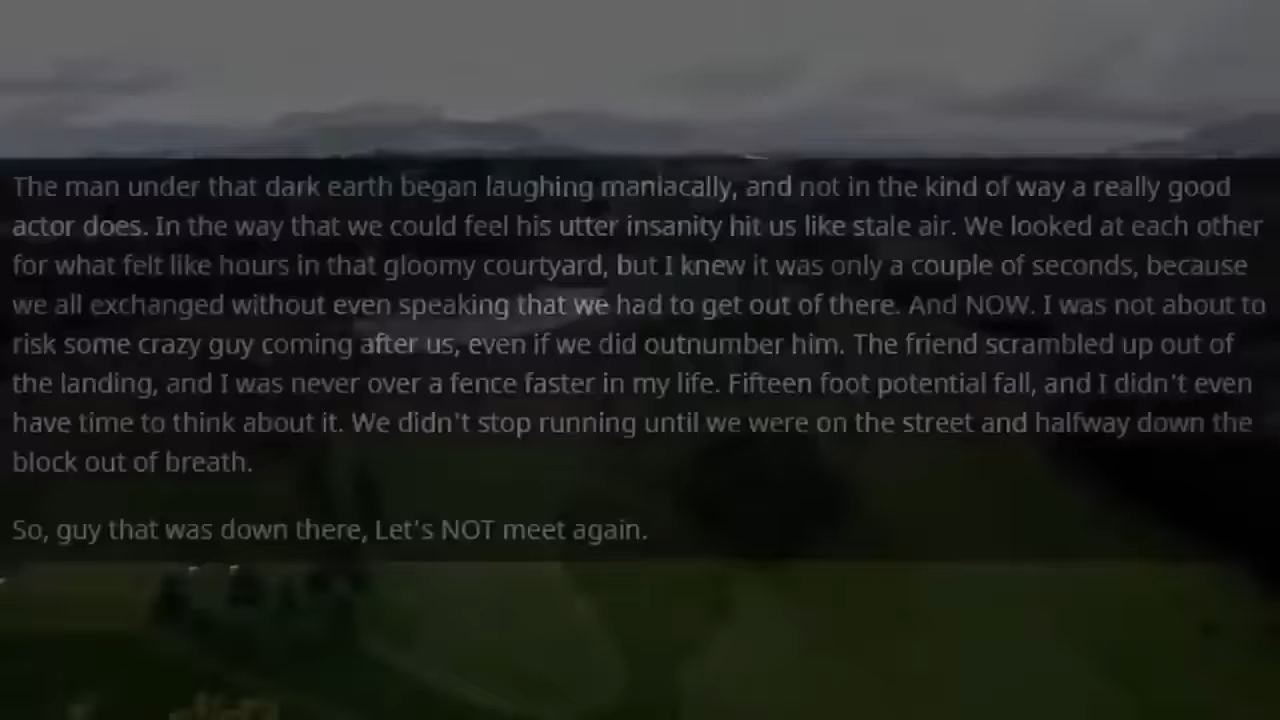 The man under that dark earth began laughing maniacally, and not in the kind of way a really good
actor does. In the way that we could feel his utter insanity hit us like stale air. We looked at each other
for what felt like hours in that gloomy courtyard, but I knew it was only a couple of seconds, because
we all exchanged without even speaking that we had to get out of there. And NOW. I was not about to
risk some crazy guy coming after us, even if we did outnumber him. The friend scrambled up out of
the landing, and I was never over a fence faster in my life. Fifteen foot potential fall, and I didn't even
have time to think about it. We didn't stop running until we were on the street and halfway down the
block out of breath.
So, guy that was down there, Let's NOT meet again.